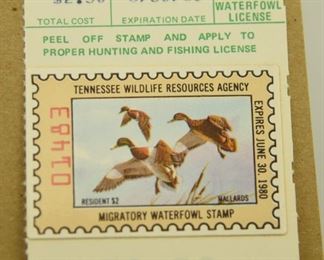 TOTAL COST
EXPIRATION DATE
WATERFOWL
LICENSE
PEEL OFF STAMP AND APPLY TO
PROPER HUNTING AND FISHING LICENSE
TENNESSEE WILDLIFE RESOURCES AGENCY
EXPIRES JUNE 30, 1980
RESIDENT $2
MALLARDS
MIGRATORY WATERFOWL STAMP